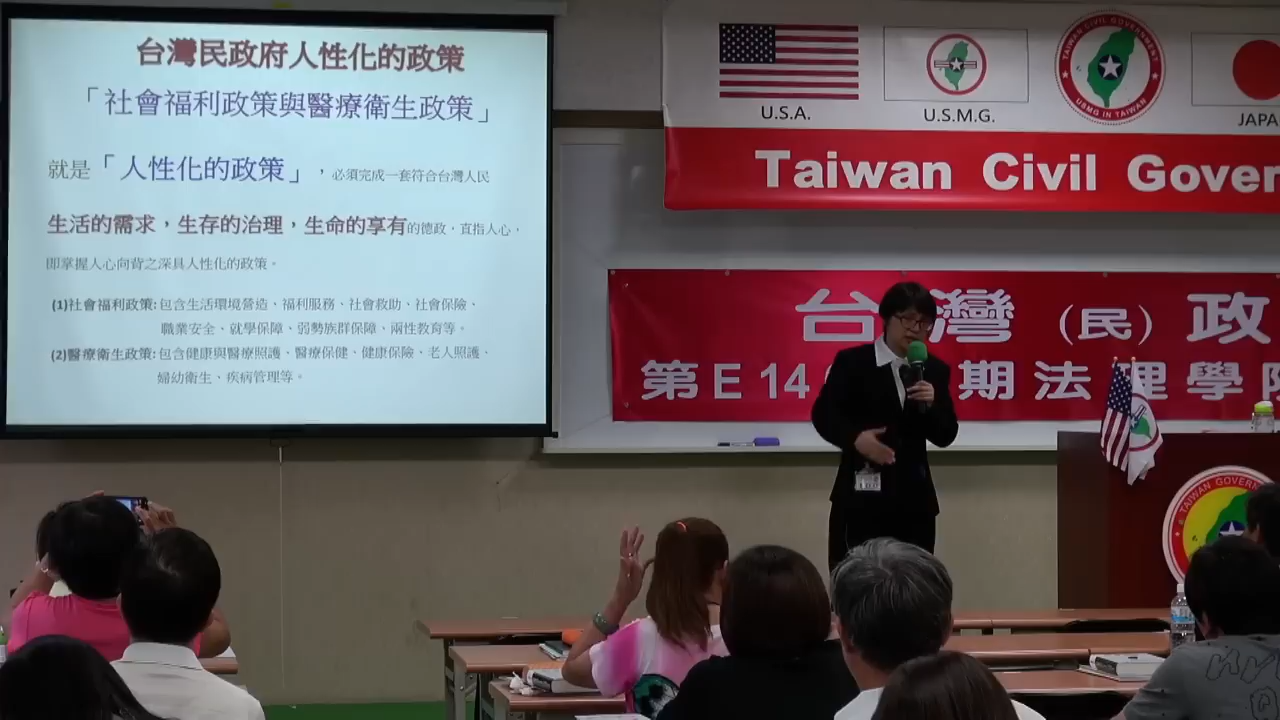 台灣民政府人性化的政策
「社會福利政策與醫療衛生政策」
就是「人性化的政策」，必須完成一套符合台灣人民
生活的需求，生存的治理，生命的享有的德政，直指人心，
即掌握人心向背之深具人性化的政策。
(1)社會福利政策:包含生活環境營造、福利服務、社會救助、社會保險、
職業安全、就學保障、弱勢族群保障、兩性教育等。
(2)醫療衛生政策:包含健康與醫療照護、醫療保健、健康保險、老人照護、
婦幼衛生、疾病管理等。
U.S.A.
U.S.M.G.
TAIWAN CIVIL GOVERNMENT
USMG IN TAIWAN
JAPA
Taiwan Civil Gover
台灣（民）政
第E14 期法理學
TAIWAN GOVERN